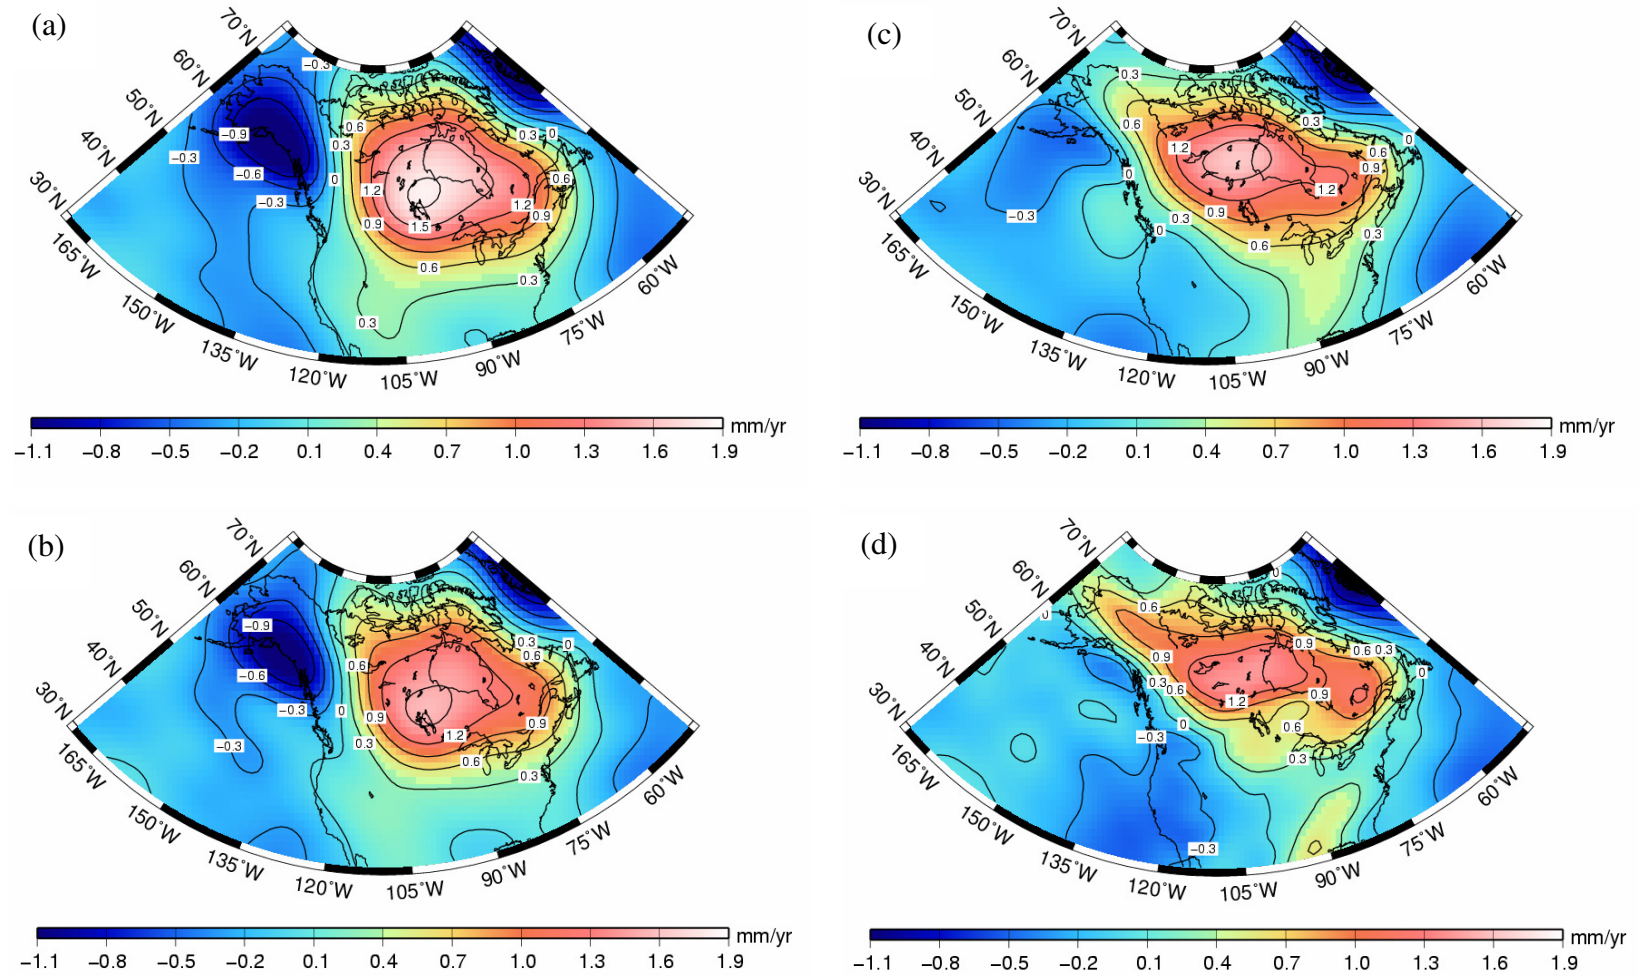 (a)
70°N
60°N
50°N
40°N
30°N
165°W
150°W
135°W
120°W
105°W
90°W
75°W
60°W
−0.3
−0.9
−0.3
−0.6
−0.3
0.6
0.3
0
1.2
0.9
1.5
0.6
0.3
0.3
0.3
0
0.6
1.2
0.9
mm/yr
−1.1 −0.8 −0.5 −0.2 0.1 0.4 0.7 1.0 1.3 1.6 1.9
(c)
70°N
60°N
50°N
40°N
30°N
165°W
150°W
135°W
120°W
105°W
90°W
75°W
60°W
0.3
0.6
1.2
0
−0.3
0.3
0
0.9
0.6
0.3
0
0.6
0.9
1.2
0.3
mm/yr
−1.1 −0.8 −0.5 −0.2 0.1 0.4 0.7 1.0 1.3 1.6 1.9
(b)
70°N
60°N
50°N
40°N
30°N
165°W
150°W
135°W
120°W
105°W
90°W
75°W
60°W
−0.9
−0.6
−0.3
−0.3
0.6
0
0.9
0.3
1.2
0.6
0.3
0.3
0
0.6
0.9
mm/yr
−1.1 −0.8 −0.5 −0.2 0.1 0.4 0.7 1.0 1.3 1.6 1.9
(d)
70°N
60°N
50°N
40°N
30°N
165°W
150°W
135°W
120°W
105°W
90°W
75°W
60°W
0
0
0.6
0.9
0.3
0.6
0
−0.3
1.2
0.9
0.6
0.3
0.9
0.6
0.3
0
−0.3
mm/yr
−1.1 −0.8 −0.5 −0.2 0.1 0.4 0.7 1.0 1.3 1.6 1.9